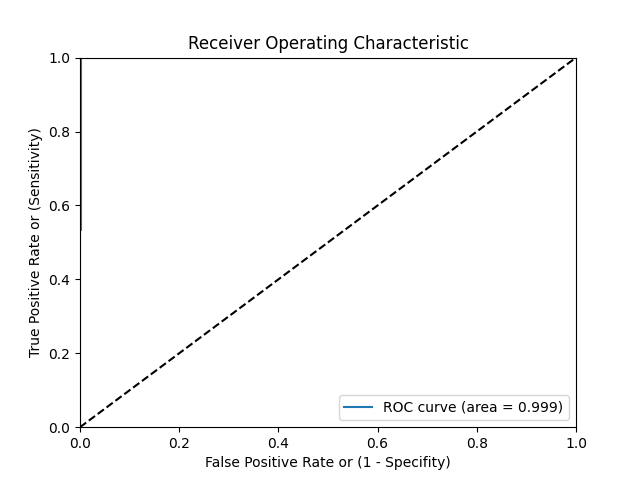 Receiver Operating Characteristic
1.0
0.8
0.6
0.4
0.2
0.0
True Positive Rate or (Sensitivity)
ROC curve (area = 0.999)
0.0 0.2 0.4 0.6 0.8 1.0
False Positive Rate or (1 - Specifity)